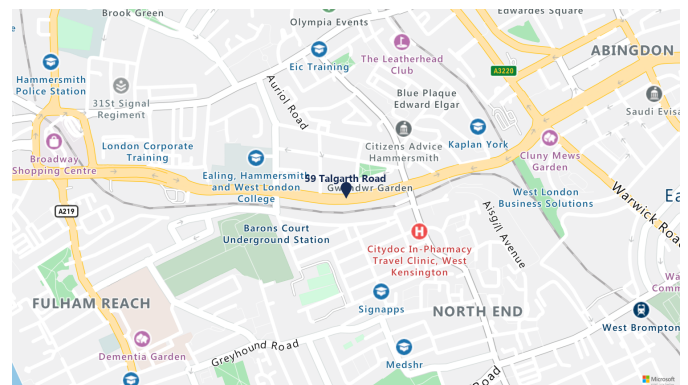 Brook Green
Olympia Events
Edwardes Square
The Leatherhead
Club
ABINGDON
Eic Training
Hammersmith
Police Station
A3220
31St Signal
Regiment
Auriol Road
Blue Plaque
Edward Elgar
Saudi Evisa
Citizens Advice
Hammersmith
Kaplan York
London Corporate
Training
Broadway
Shopping Centre
Cluny Mews
Garden
Ealing, Hammersmith
and West London
College
59 Talgarth Road
Gwendwr Garden
West London
Business Solutions
Warwick Road
Ea
A219
Barons Court
Underground Station
Aisgill Avenue
H
Citydoc In-Pharmacy
Travel Clinic, West
Kensington
Wa
Comm
FULHAM REACH
Signapps
NORTH END
West Brompton
Dementia Garden
Greyhound Road
Medshr
Road
Microsoft